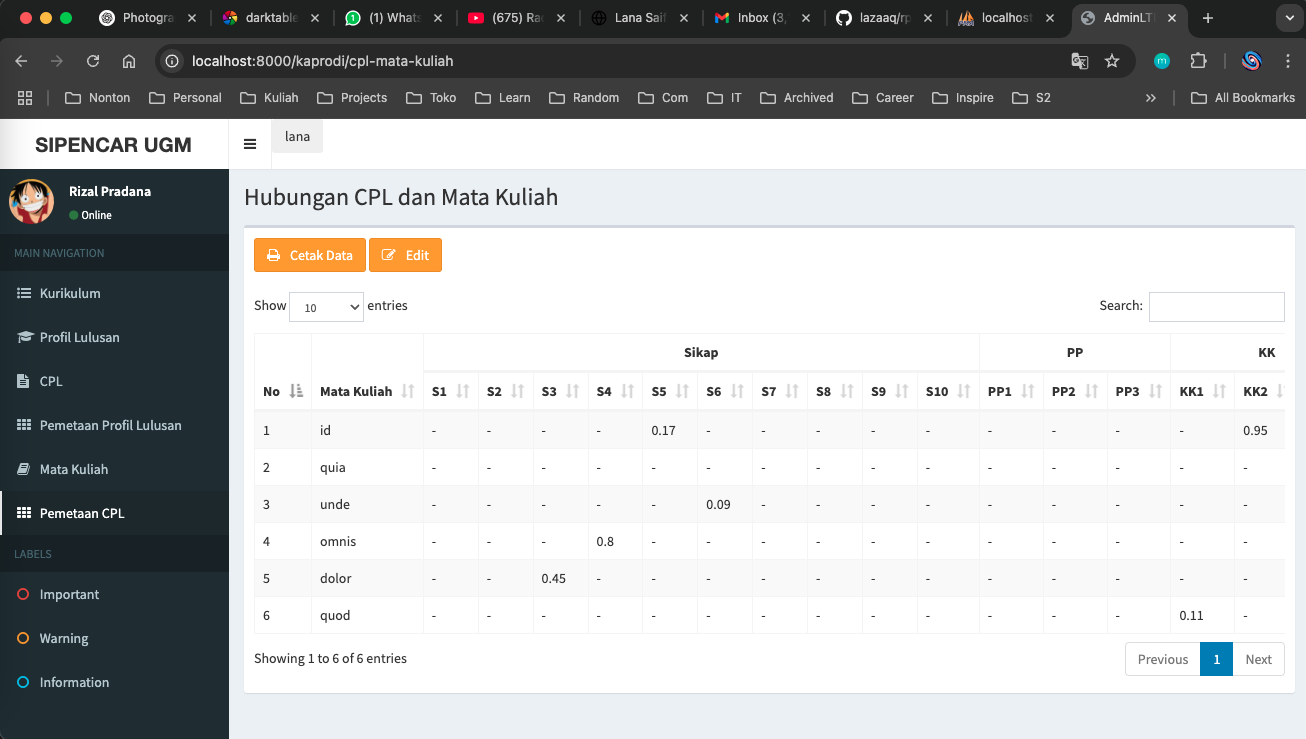 Photogra
darktable
(1) Whats
(675) Rac
Lana Saif
Inbox (3,
lazaaq/rp
localhost
AdminLT
localhost:8000/kaprodi/cpl-mata-kuliah
Nonton Personal Kuliah Projects Toko Learn Random Com IT Archived Career Inspire S2 » All Bookmarks
SIPENCAR UGM
lana
Rizal Pradana
Online
MAIN NAVIGATION
Kurikulum
Profil Lulusan
CPL
Pemetaan Profil Lulusan
Mata Kuliah
Pemetaan CPL
LABELS
Important
Warning
Information
Hubungan CPL dan Mata Kuliah
Cetak Data Edit
Show 10 entries Search:
Sikap PP KK
No Mata Kuliah S1 S2 S3 S4 S5 S6 S7 S8 S9 S10 PP1 PP2 PP3 KK1 KK2
1 id - - - - 0.17 - - - - - - - - - 0.95
2 quia - - - - - - - - - - - - - - -
3 unde - - - - - 0.09 - - - - - - - - -
4 omnis - - - 0.8 - - - - - - - - - - -
5 dolor - - 0.45 - - - - - - - - - - - -
6 quod - - - - - - - - - - - - - 0.11 -
Showing 1 to 6 of 6 entries
Previous 1 Next